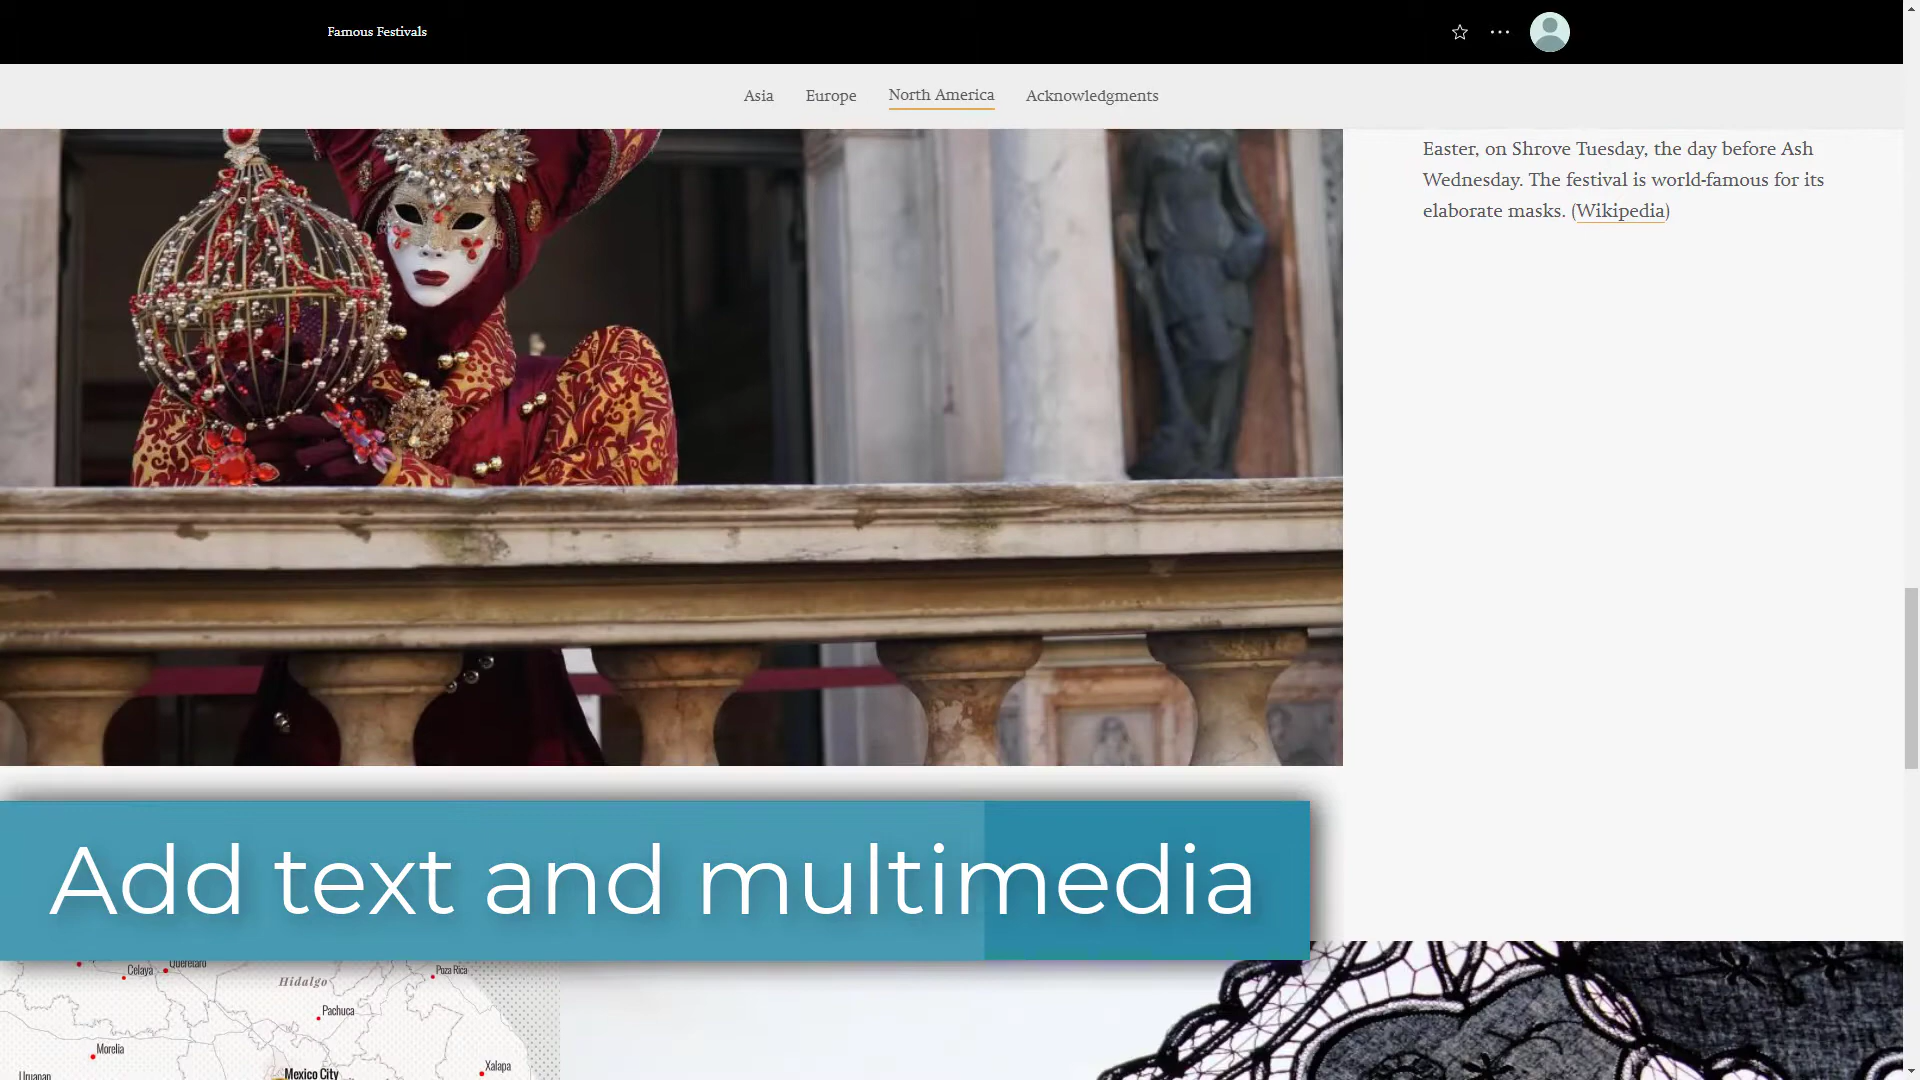 Famous Festivals
Asia
Europe
North America
Acknowledgments
Easter, on Shrove Tuesday, the day before Ash
Wednesday. The festival is world-famous for its
elaborate masks. (Wikipedia)
Add text and multimedia
Celaya
Querétaro
Poza Rica
Hidalgo
Pachuca
Morelia
Xalapa
Uruapan
Mexico City